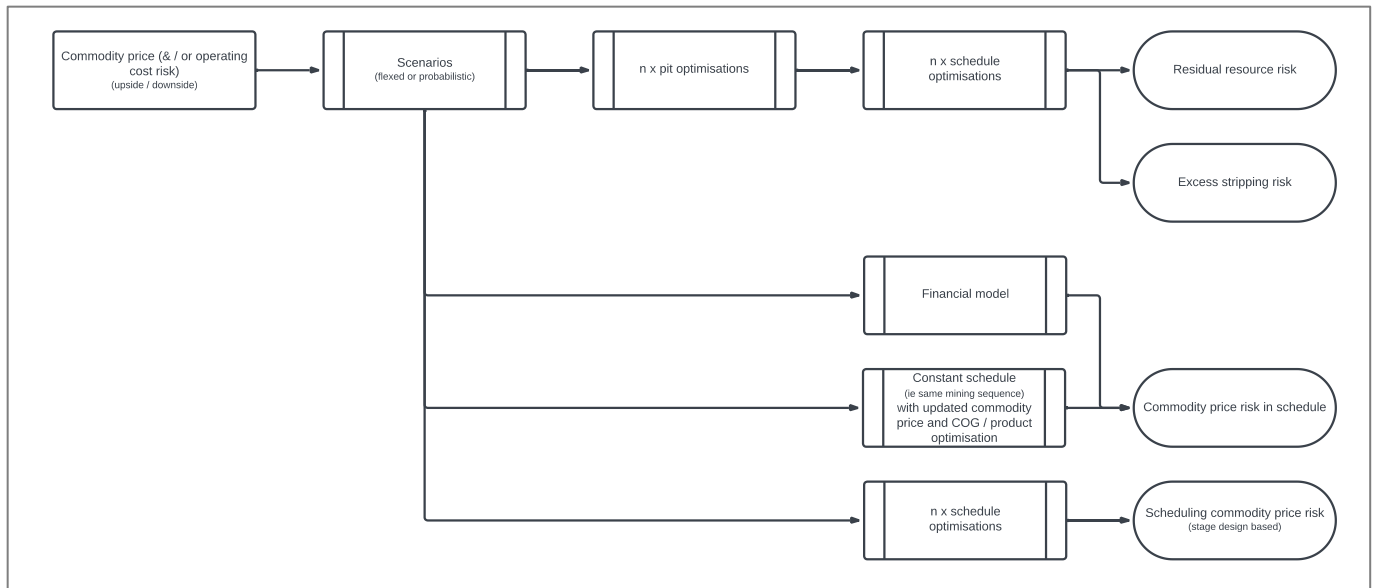 Commodity price (& / or operating
cost risk)
(upside / downside)
Scenarios
(flexed or probabilistic)
n x pit optimisations
n x schedule
optimisations
Residual resource risk
Excess stripping risk
Financial model
Constant schedule
(ie same mining sequence)
with updated commodity
price and COG / product
optimisation
Commodity price risk in schedule
n x schedule
optimisations
Scheduling commodity price risk
(stage design based)